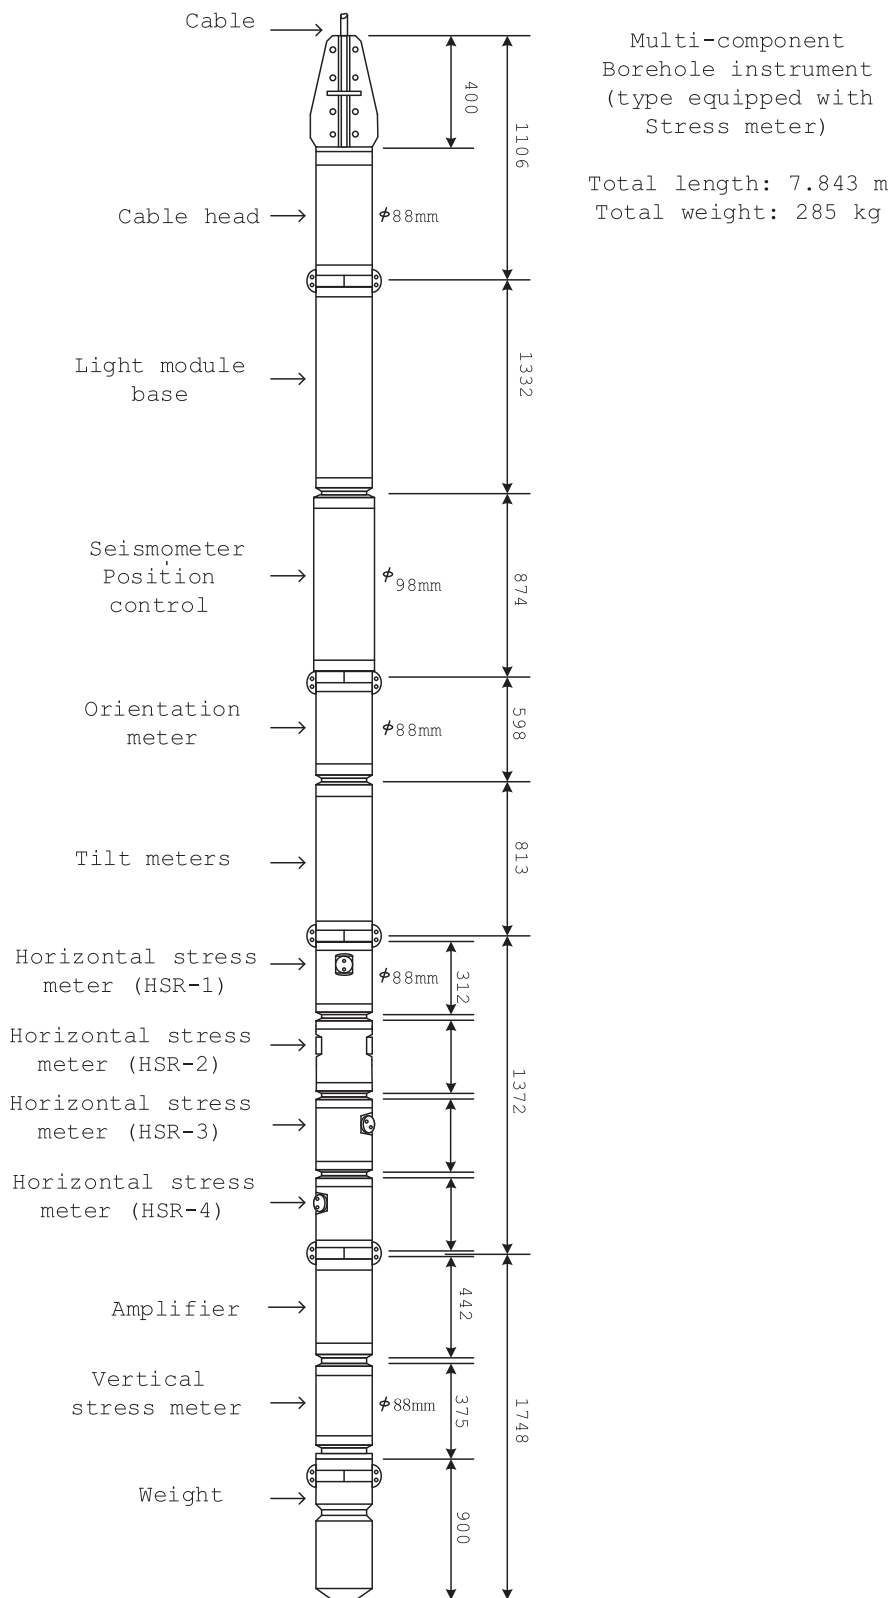 Cable
Multi-component
Borehole instrument
(type equipped with
Stress meter)
Total length: 7.843 m
Total weight: 285 kg
400
1106
Cable head
ϕ88mm
Light module
base
1332
Seismometer
Position
control
ϕ98mm
874
Orientation
meter
ϕ88mm
598
Tilt meters
813
Horizontal stress
meter (HSR-1)
ϕ88mm
312
Horizontal stress
meter (HSR-2)
1372
Horizontal stress
meter (HSR-3)
Horizontal stress
meter (HSR-4)
Amplifier
442
Vertical
stress meter
ϕ88mm
375
1748
Weight
900